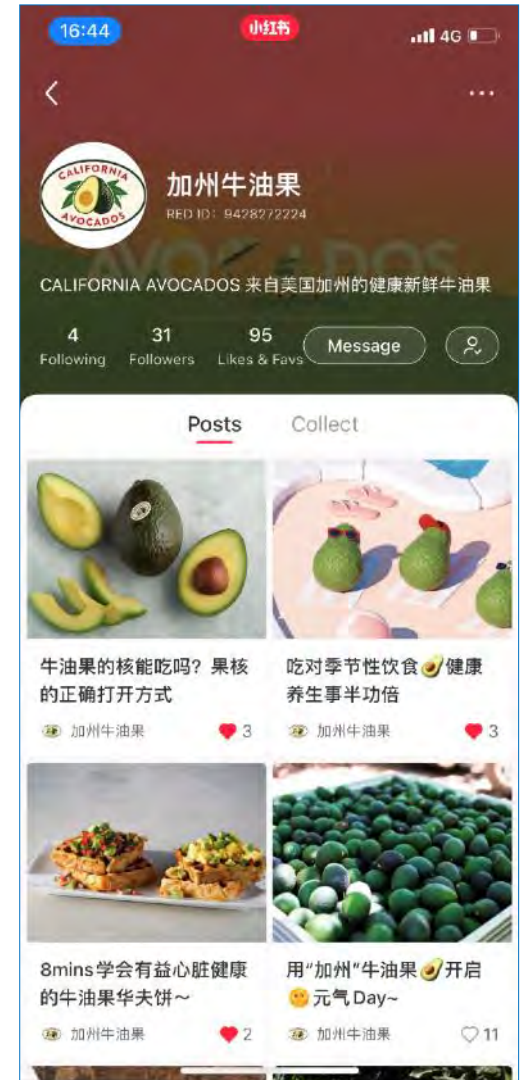 16:44
小红书
4G
CALIFORNIA
AVOCADOS
加州牛油果
RED ID: 9428272224
AVOCADOS
CALIFORNIA AVOCADOS 来自美国加州的健康新鲜牛油果
4 31 95
Following Followers Likes & Favs
Message
Posts Collect
牛油果的核能吃吗？果核
的正确打开方式
加州牛油果 3
吃对季节性饮食🥑健康
养生事半功倍
加州牛油果 3
8mins学会有益心脏健康
的牛油果华夫饼～
加州牛油果 2
用“加州”牛油果🥑开启
🤫元气Day~
加州牛油果 11